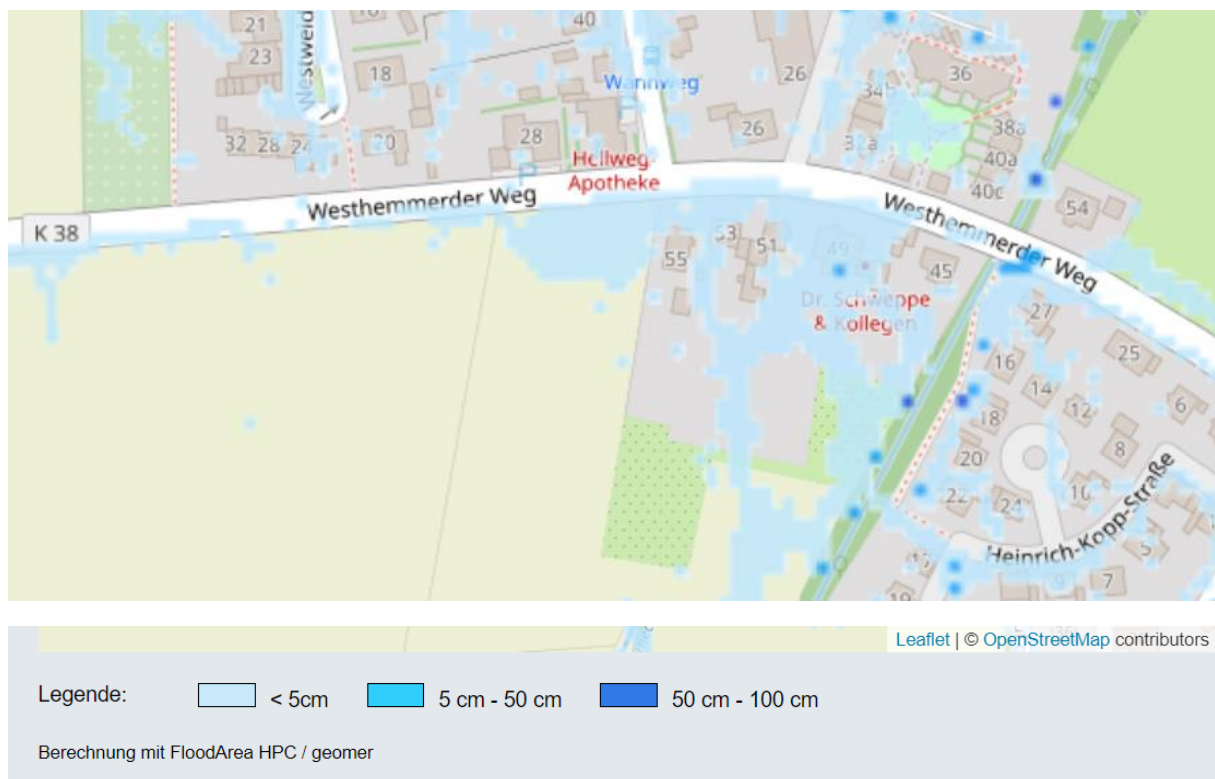 21
40
23
Westweid
18
Wannweg
26
36
34b
32 28 24
20
28
26
32a
38a
Hellweg-
Apotheke
40a
40c
Westhemmerder Weg
54
K 38
Westhemmerder Weg
53
51
49
55
45
Dr. Schweppe
& Kollegen
27
16
25
14
12
6
18
20
8
22
24
10
Heinrich-Kopp-Straße
5
9
7
19
Leaflet | © OpenStreetMap contributors
Legende:
< 5cm
5 cm - 50 cm
50 cm - 100 cm
Berechnung mit FloodArea HPC / geomer